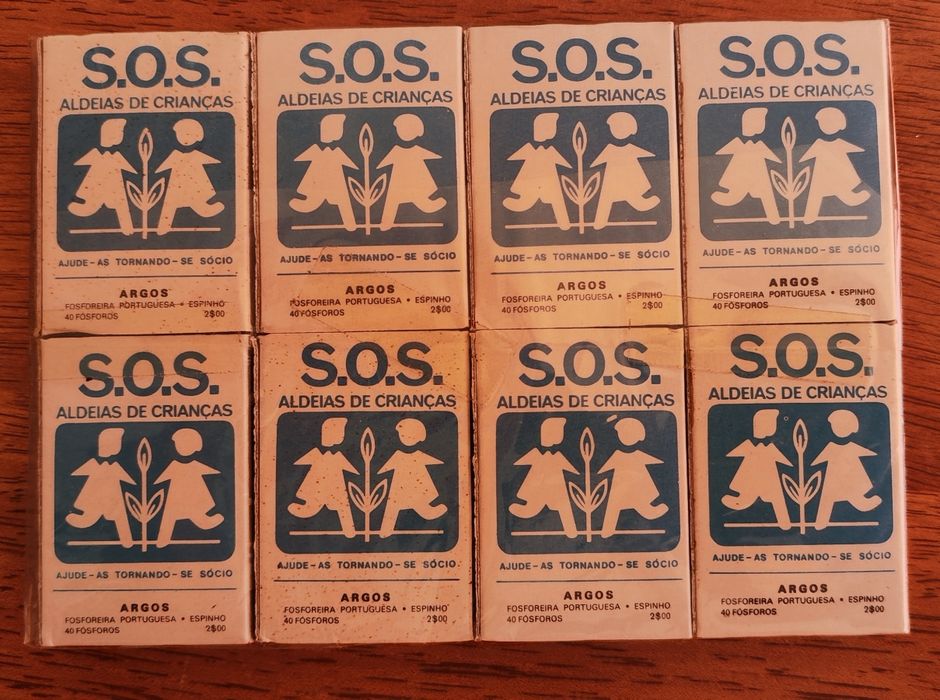 S.O.S.
ALDEIAS DE CRIANÇAS
AJUDE-AS TORNANDO-SE SÓCIO
ARGOS
FOSFOREIRA PORTUGUESA • ESPINHO
40 FÓSFOROS 2$00
S.O.S.
ALDEIAS DE CRIANÇAS
AJUDE-AS TORNANDO-SE SÓCIO
ARGOS
FOSFOREIRA PORTUGUESA • ESPINHO
40 FÓSFOROS 2$00
S.O.S.
ALDEIAS DE CRIANÇAS
AJUDE-AS TORNANDO-SE SÓCIO
ARGOS
FOSFOREIRA PORTUGUESA • ESPINHO
40 FÓSFOROS 2$00
S.O.S.
ALDEIAS DE CRIANÇAS
AJUDE-AS TORNANDO-SE SÓCIO
ARGOS
FOSFOREIRA PORTUGUESA • ESPINHO
40 FÓSFOROS 2$00
S.O.S.
ALDEIAS DE CRIANÇAS
AJUDE-AS TORNANDO-SE SÓCIO
ARGOS
FOSFOREIRA PORTUGUESA • ESPINHO
40 FÓSFOROS 2$00
S.O.S.
ALDEIAS DE CRIANÇAS
AJUDE-AS TORNANDO-SE SÓCIO
ARGOS
FOSFOREIRA PORTUGUESA • ESPINHO
40 FÓSFOROS 2$00
S.O.S.
ALDEIAS DE CRIANÇAS
AJUDE-AS TORNANDO-SE SÓCIO
ARGOS
FOSFOREIRA PORTUGUESA • ESPINHO
40 FÓSFOROS 2$00
S.O.S.
ALDEIAS DE CRIANÇAS
AJUDE-AS TORNANDO-SE SÓCIO
ARGOS
FOSFOREIRA PORTUGUESA • ESPINHO
40 FÓSFOROS 2$00